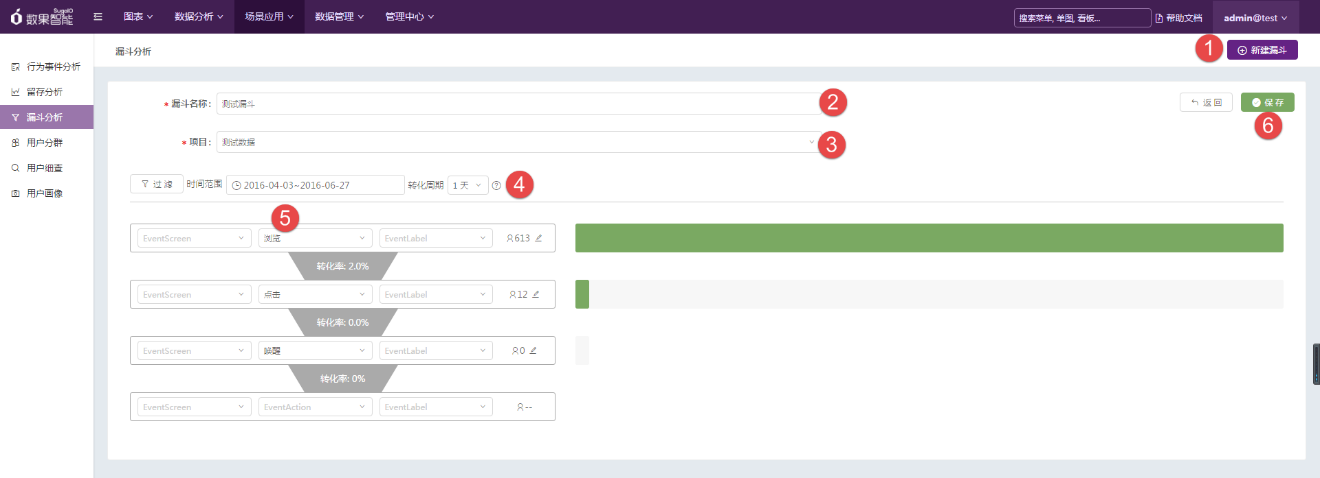 SugoIO
数果智能 图表 数据分析 场景应用 数据管理 管理中心 搜索菜单, 单图, 看板... 帮助文档 admin@test
漏斗分析 1 新建漏斗
行为事件分析
留存分析
漏斗分析
用户分群
用户细查
用户画像
* 漏斗名称: 测试漏斗 2 返回 保存
6
* 项目: 测试数据 3
过滤 时间范围 2016-04-03~2016-06-27 转化周期 1 天 ? 4
5
EventScreen 浏览 EventLabel 613
转化率: 2.0%
EventScreen 点击 EventLabel 12
转化率: 0.0%
EventScreen 唤醒 EventLabel 0
转化率: 0%
EventScreen EventAction EventLabel --